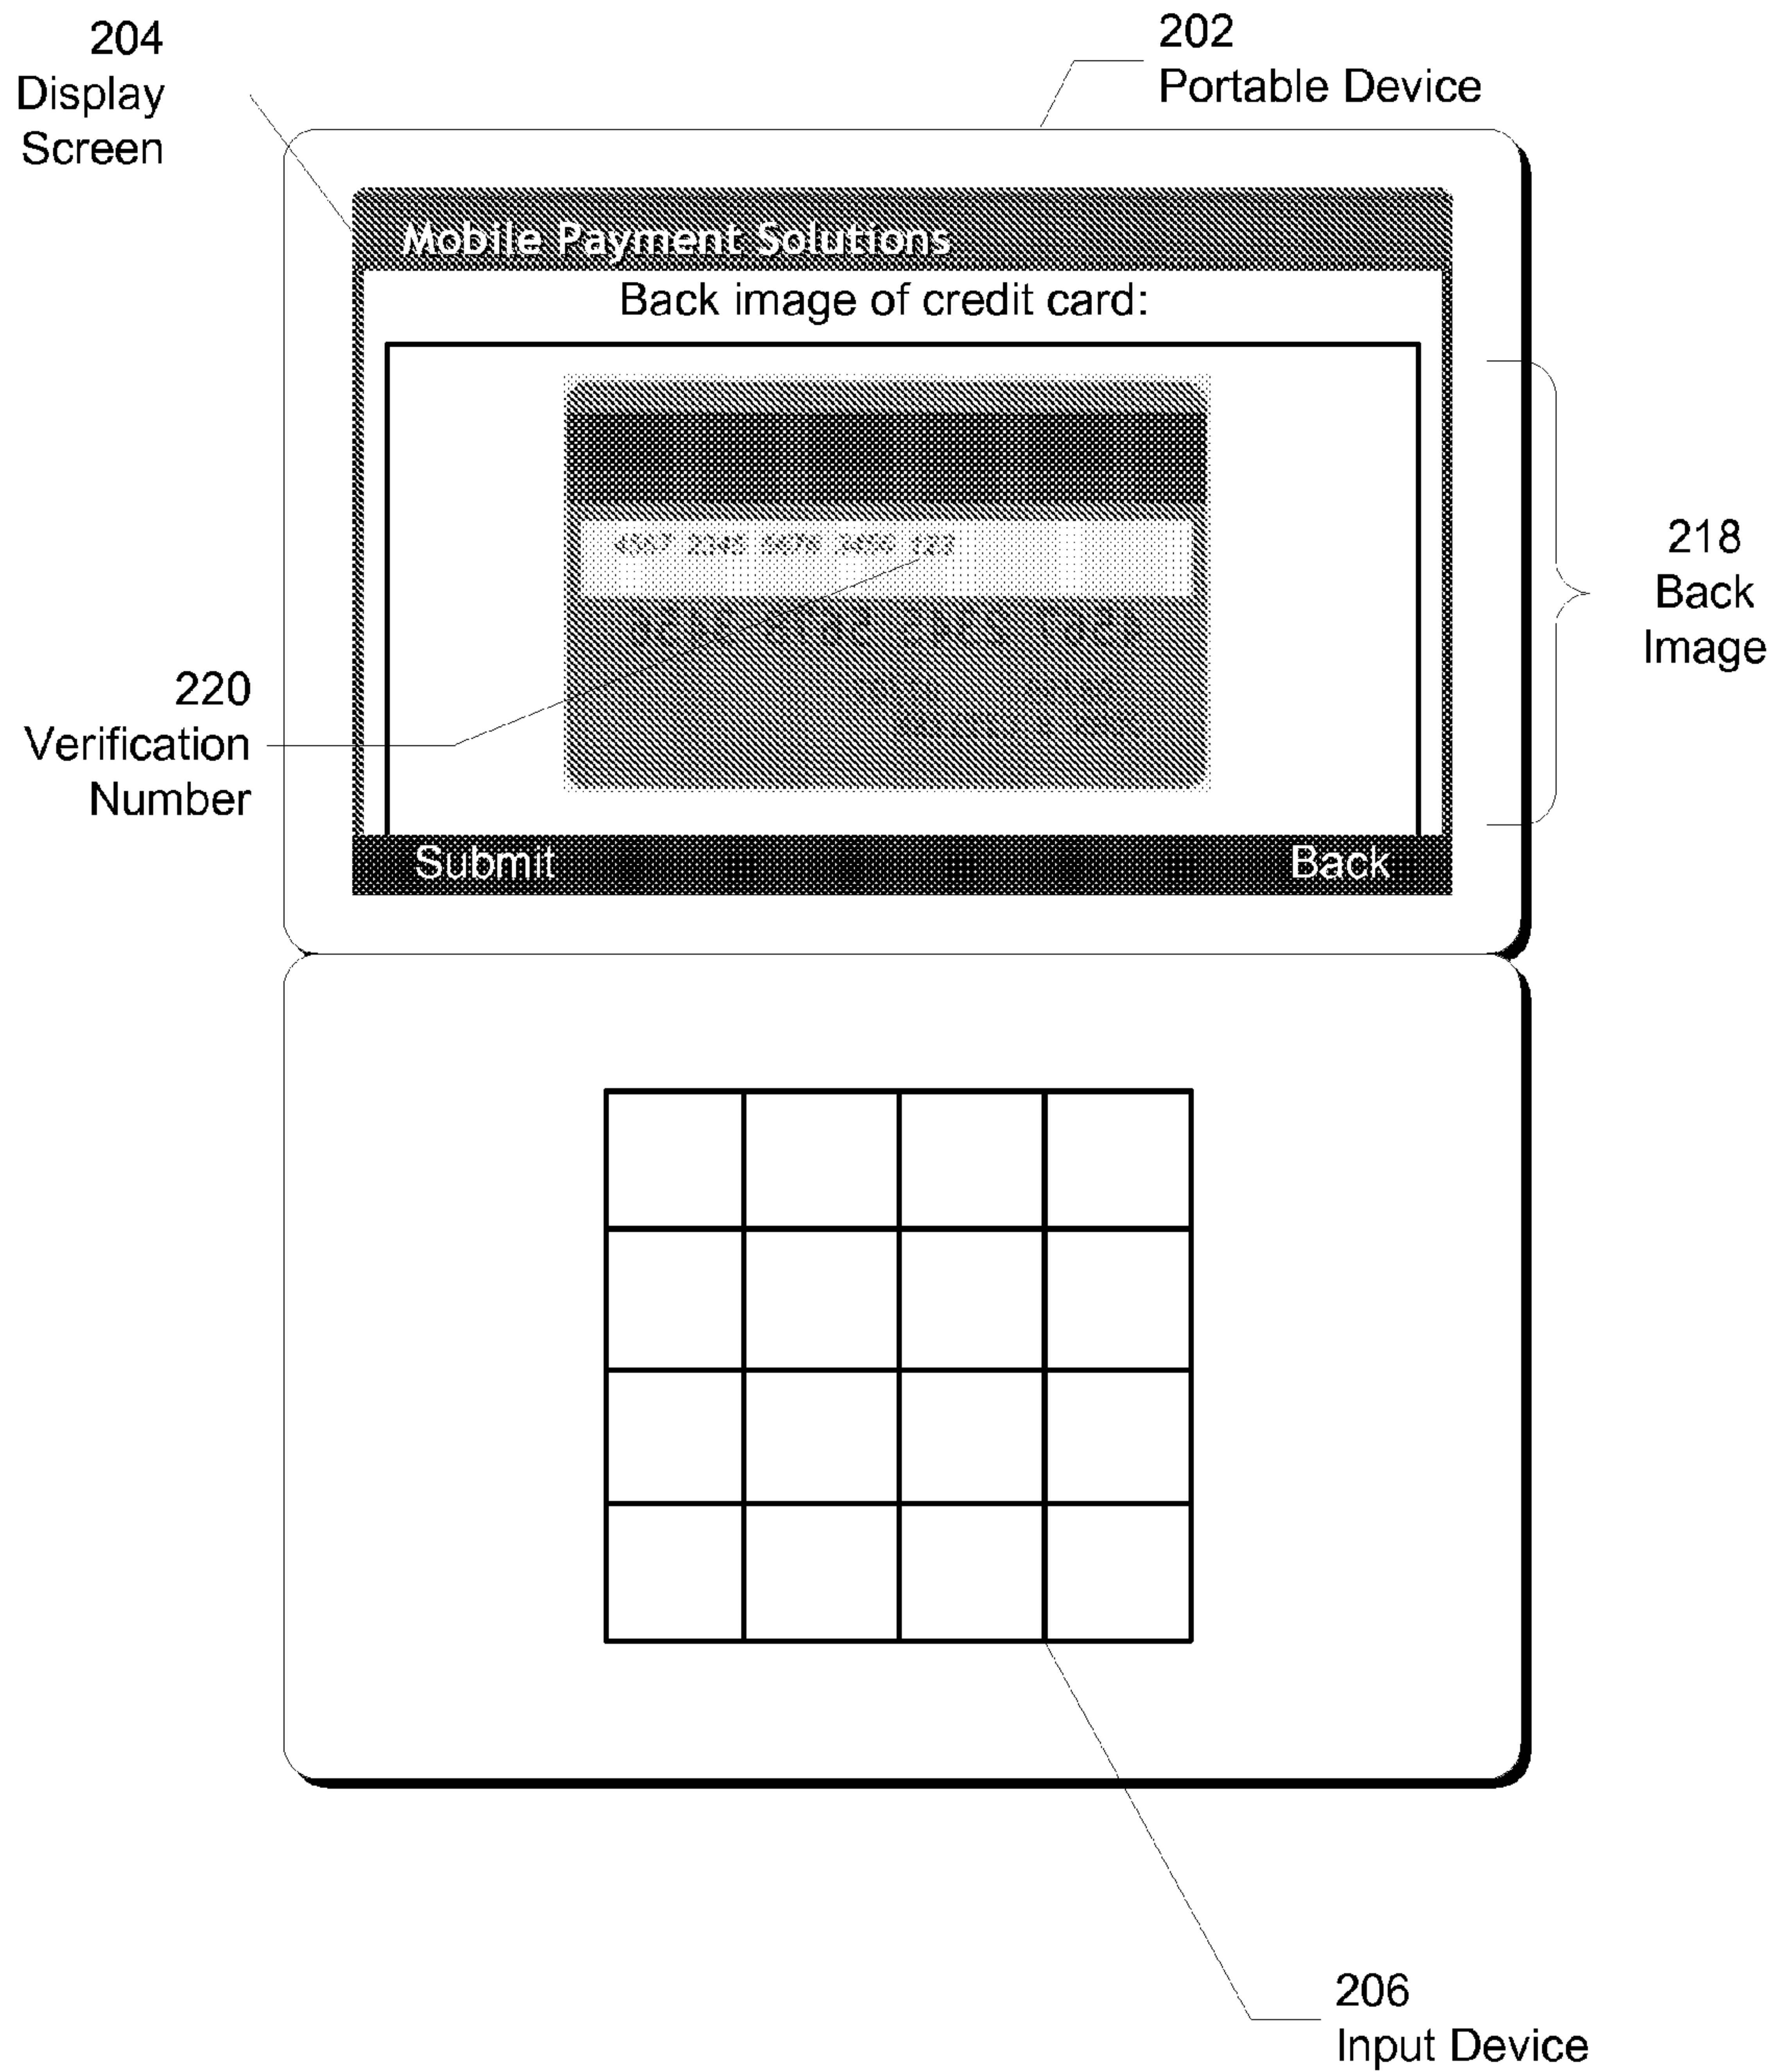 204
Display
Screen
202
Portable Device
Mobile Payment Solutions
Back image of credit card:
123
218
Back
Image
220
Verification
Number
Submit
Back
206
Input Device